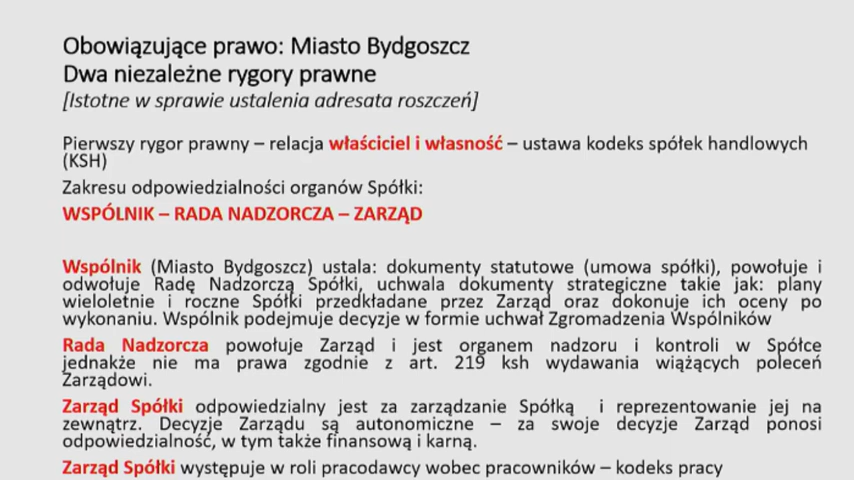 Obowiązujące prawo: Miasto Bydgoszcz
Dwa niezależne rygory prawne
[Istotne w sprawie ustalenia adresata roszczeń]
Pierwszy rygor prawny – relacja właściciel i własność – ustawa kodeks spółek handlowych
(KSH)
Zakresu odpowiedzialności organów Spółki:
WSPÓLNIK – RADA NADZORCZA – ZARZĄD
Wspólnik (Miasto Bydgoszcz) ustala: dokumenty statutowe (umowa spółki), powołuje i
odwołuje Radę Nadzorczą Spółki, uchwala dokumenty strategiczne takie jak: plany
wieloletnie i roczne Spółki przedkładane przez Zarząd oraz dokonuje ich oceny po
wykonaniu. Wspólnik podejmuje decyzje w formie uchwał Zgromadzenia Wspólników
Rada Nadzorcza powołuje Zarząd i jest organem nadzoru i kontroli w Spółce
jednakże nie ma prawa zgodnie z art. 219 ksh wydawania wiążących poleceń
Zarządowi.
Zarząd Spółki odpowiedzialny jest za zarządzanie Spółką i reprezentowanie jej na
zewnątrz. Decyzje Zarządu są autonomiczne – za swoje decyzje Zarząd ponosi
odpowiedzialność, w tym także finansową i karną.
Zarząd Spółki występuje w roli pracodawcy wobec pracowników – kodeks pracy